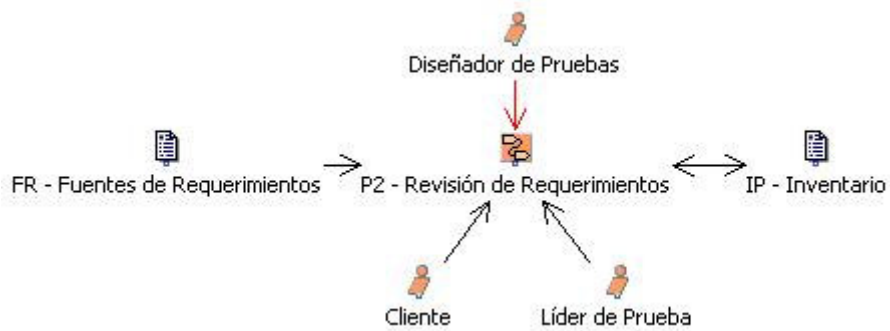 Diseñador de Pruebas
FR - Fuentes de Requerimientos
P2 - Revisión de Requerimientos
IP - Inventario
Cliente
Líder de Prueba